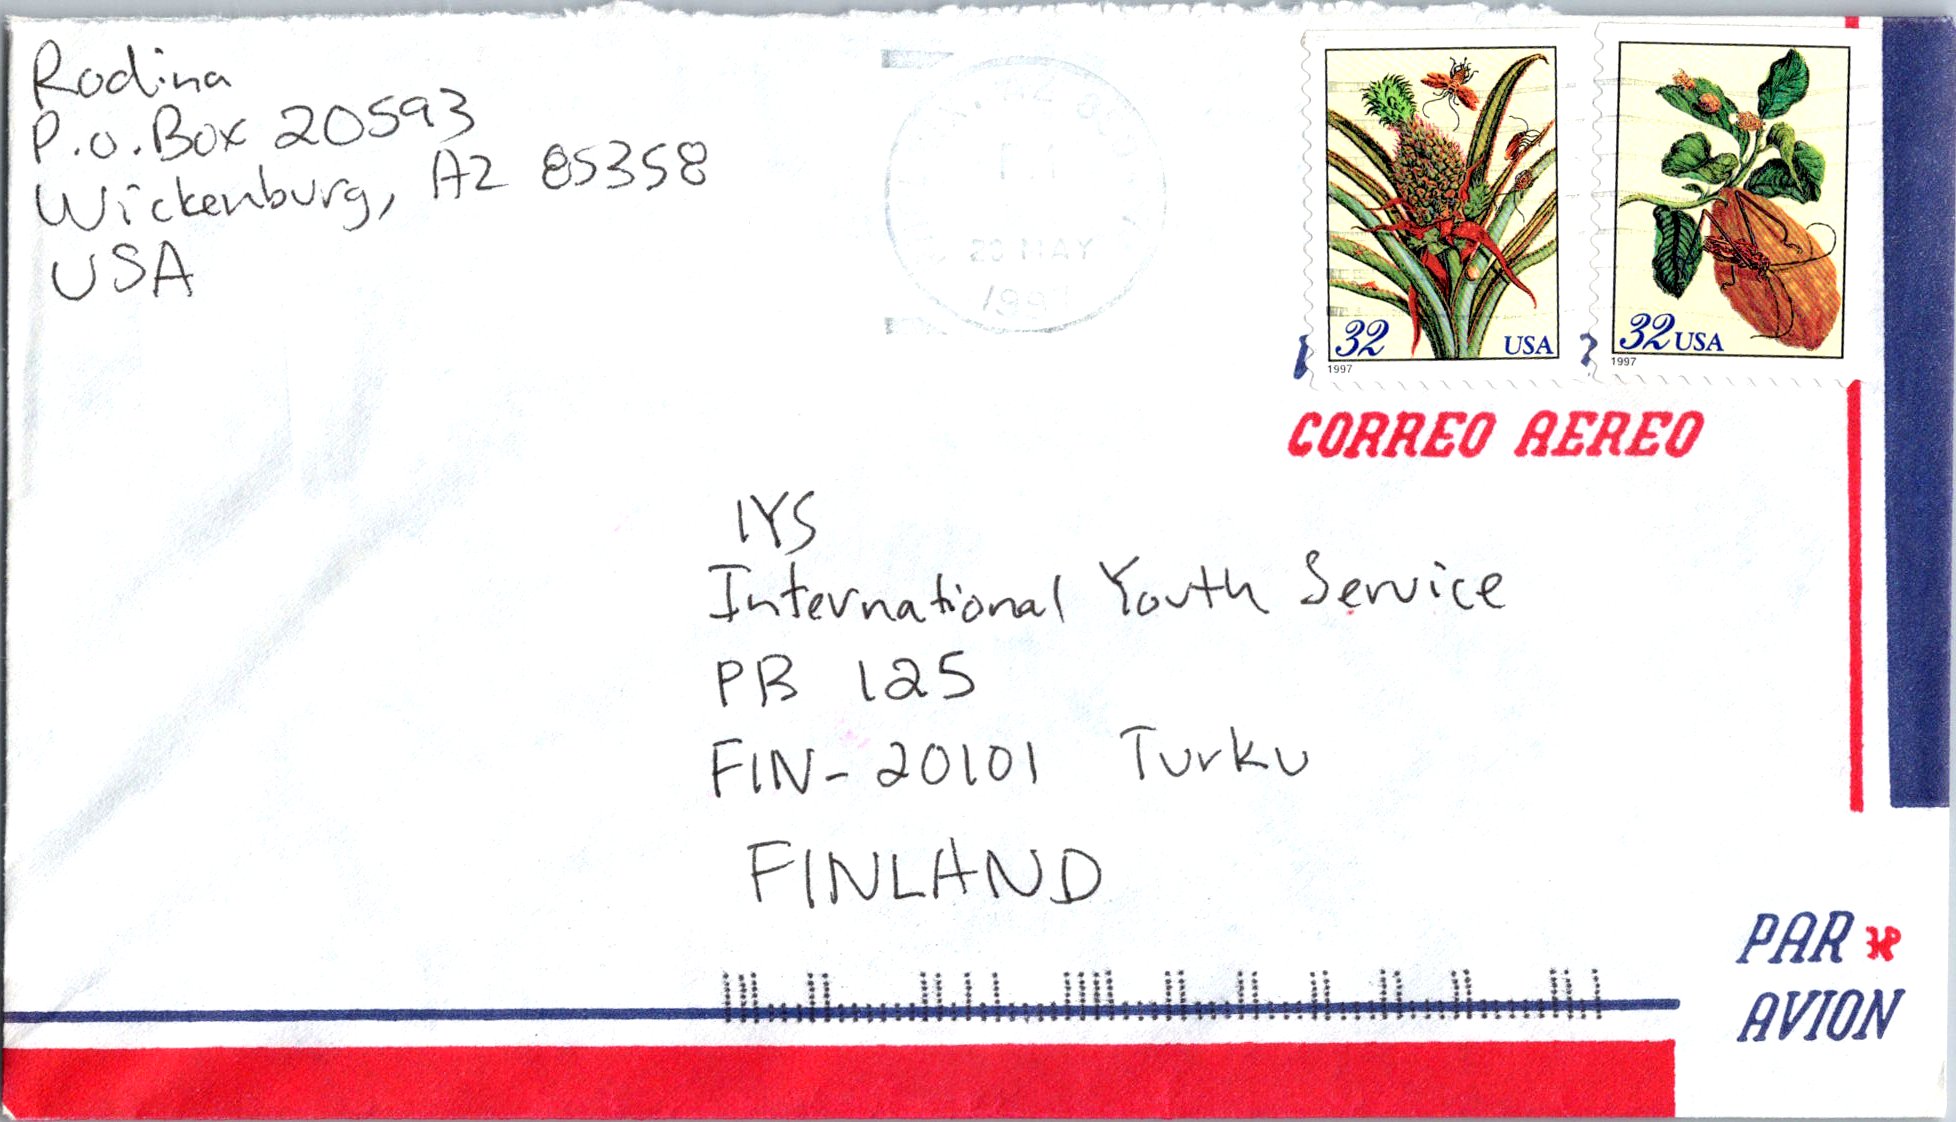 Rodina
P.O. Box 20593
Wickenburg, AZ 85358
USA
1997
32 USA
1997
32 USA
1997
CORREO AEREO
IYS
International Youth Service
PB 125
FIN-20101 Turku
FINLAND
PAR
AVION